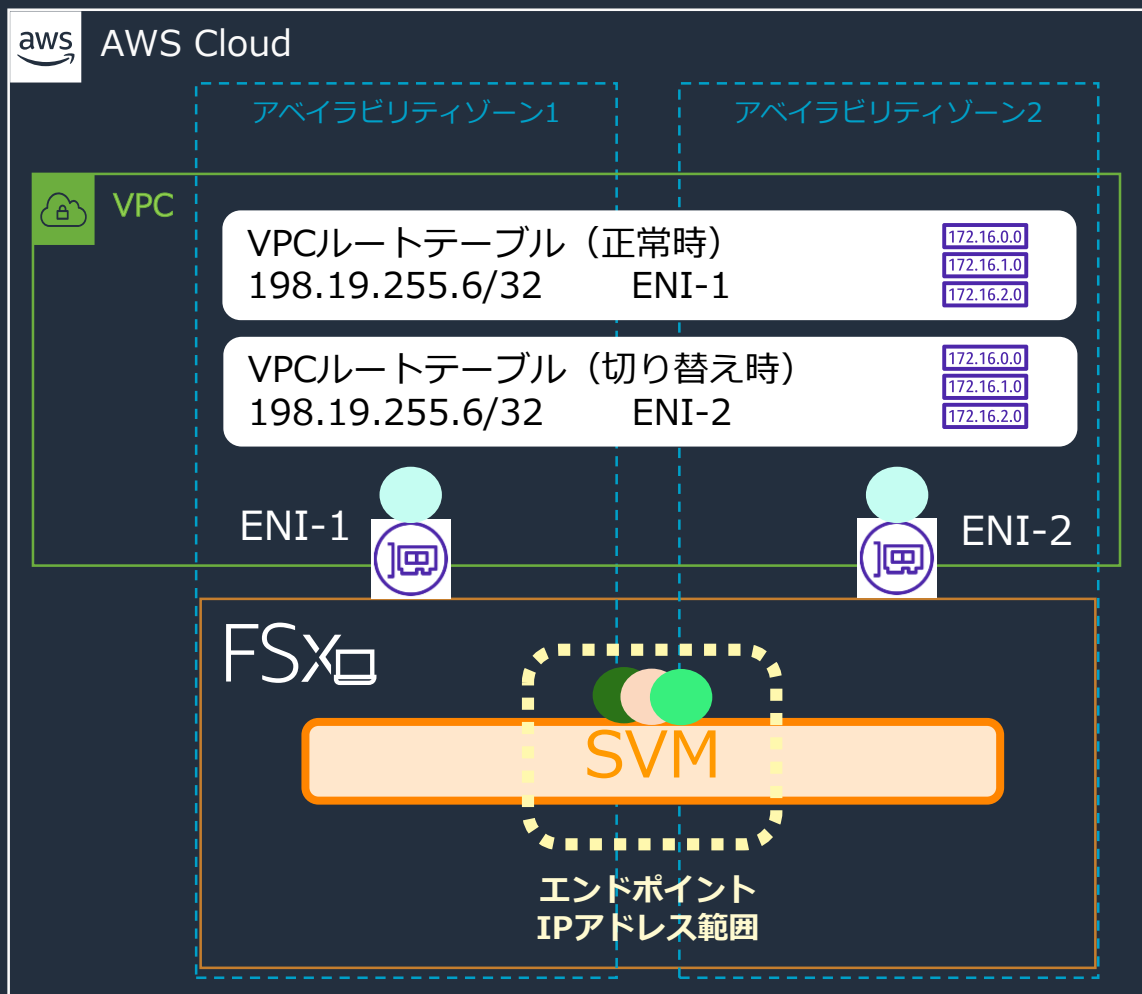 aws
AWS Cloud
アベイラビリティゾーン1
アベイラビリティゾーン2
VPC
VPCルートテーブル（正常時）
198.19.255.6/32 ENI-1
172.16.0.0
172.16.1.0
172.16.2.0
VPCルートテーブル（切り替え時）
198.19.255.6/32 ENI-2
172.16.0.0
172.16.1.0
172.16.2.0
ENI-1
ENI-2
FSx
SVM
エンドポイント
IPアドレス範囲